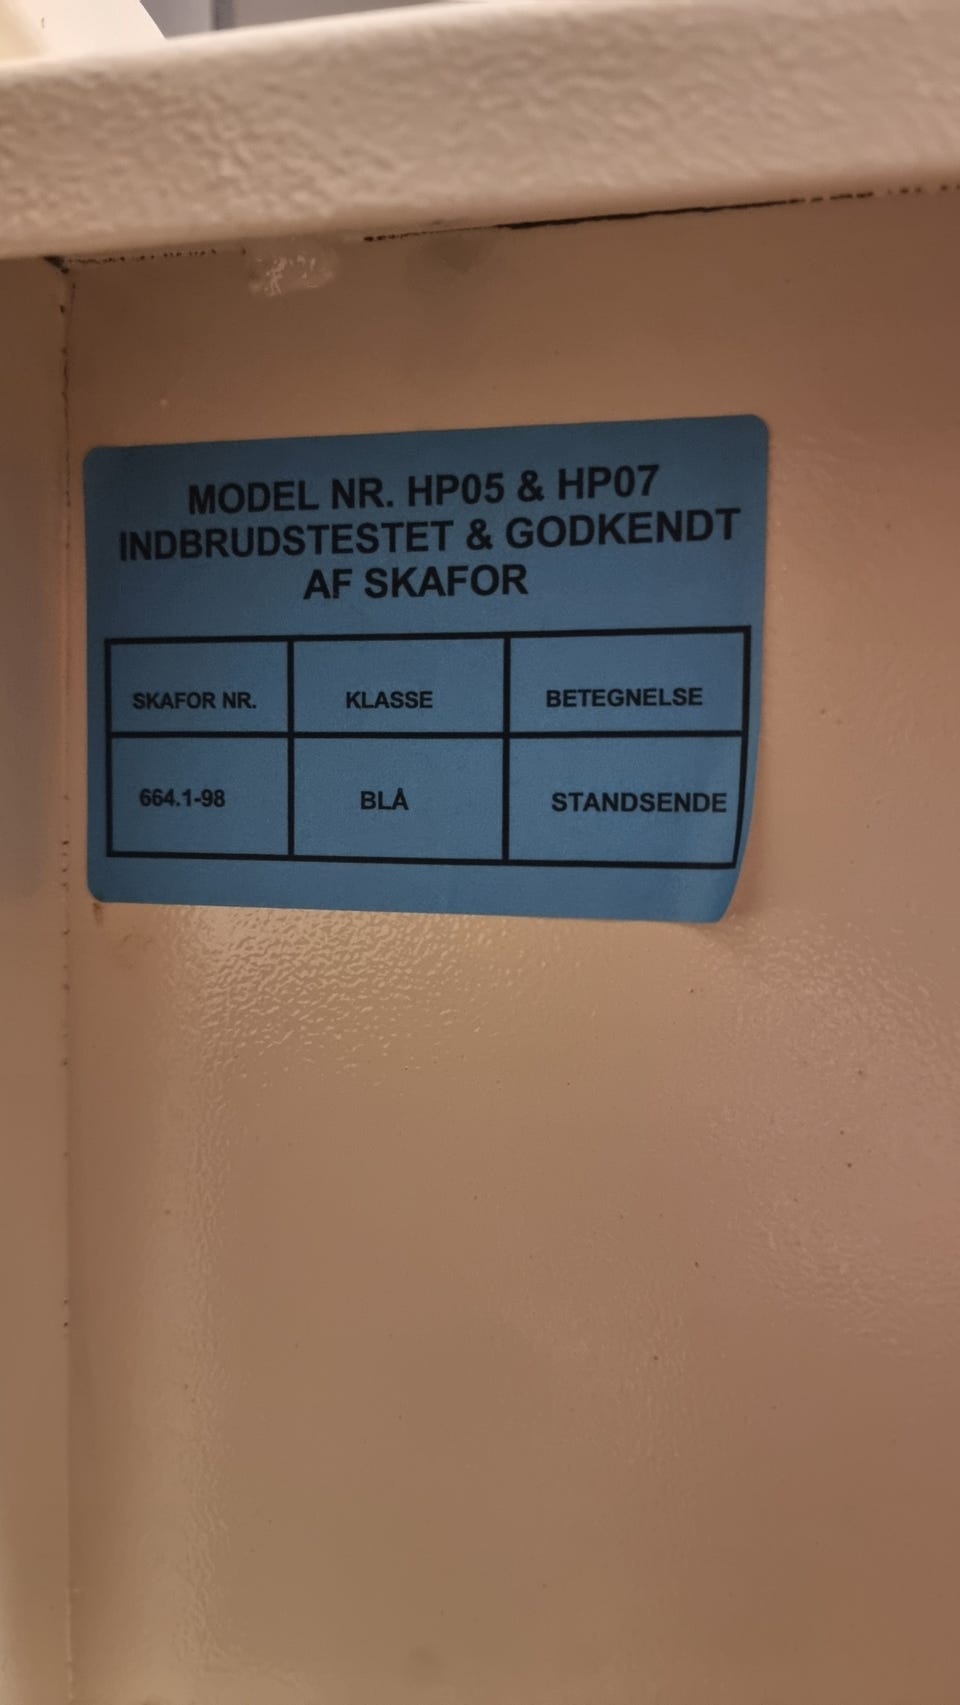 MODEL NR. HP05 & HP07
INDBRUDSTESTET & GODKENDT
AF SKAFOR
SKAFOR NR. KLASSE BETEGNELSE
664.1-98 BLÅ STANDSENDE